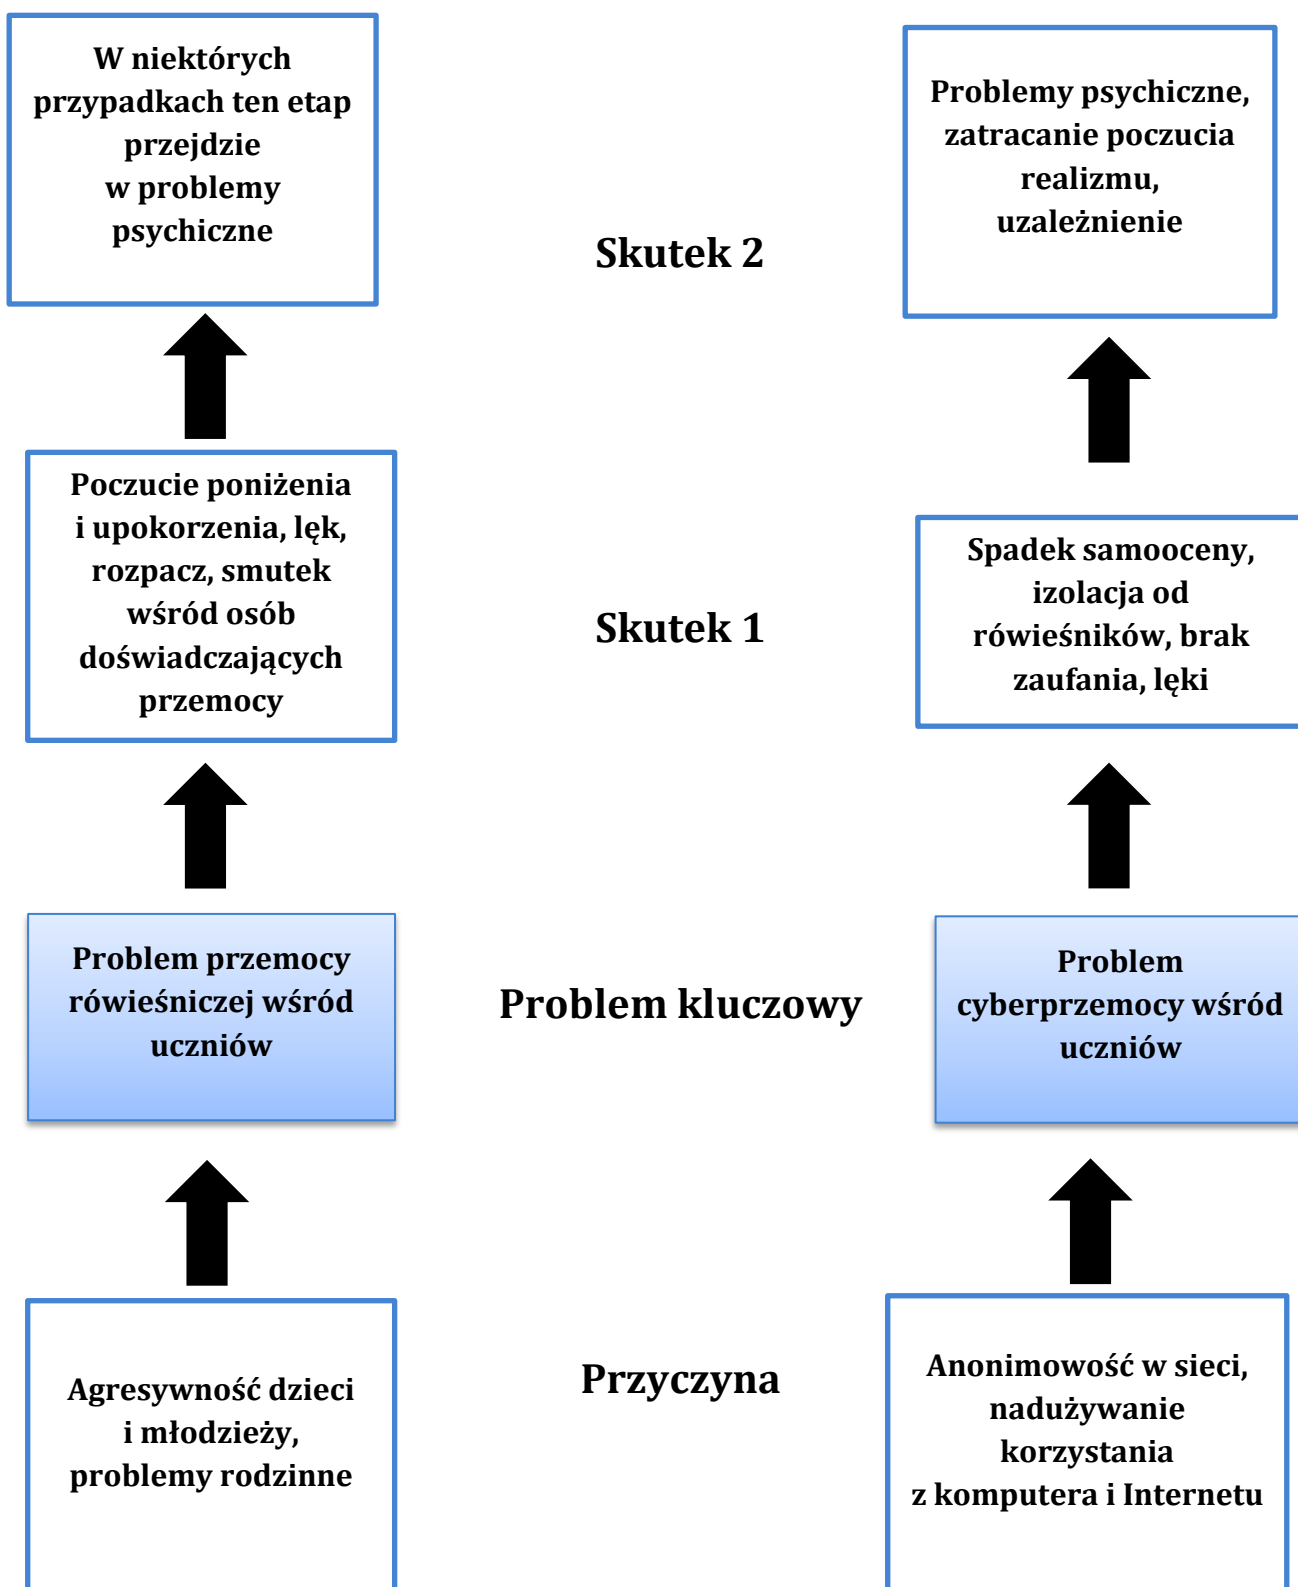 W niektórych
przypadkach ten etap
przejdzie
w problemy
psychiczne
Problemy psychiczne,
zatracanie poczucia
realizmu,
uzależnienie
Skutek 2
Poczucie poniżenia
i upokorzenia, lęk,
rozpacz, smutek
wśród osób
doświadczających
przemocy
Skutek 1
Spadek samooceny,
izolacja od
rówieśników, brak
zaufania, lęki
Problem przemocy
rówieśniczej wśród
uczniów
Problem kluczowy
Problem
cyberprzemocy wśród
uczniów
Agresywność dzieci
i młodzieży,
problemy rodzinne
Przyczyna
Anonimowość w sieci,
nadużywanie
korzystania
z komputera i Internetu